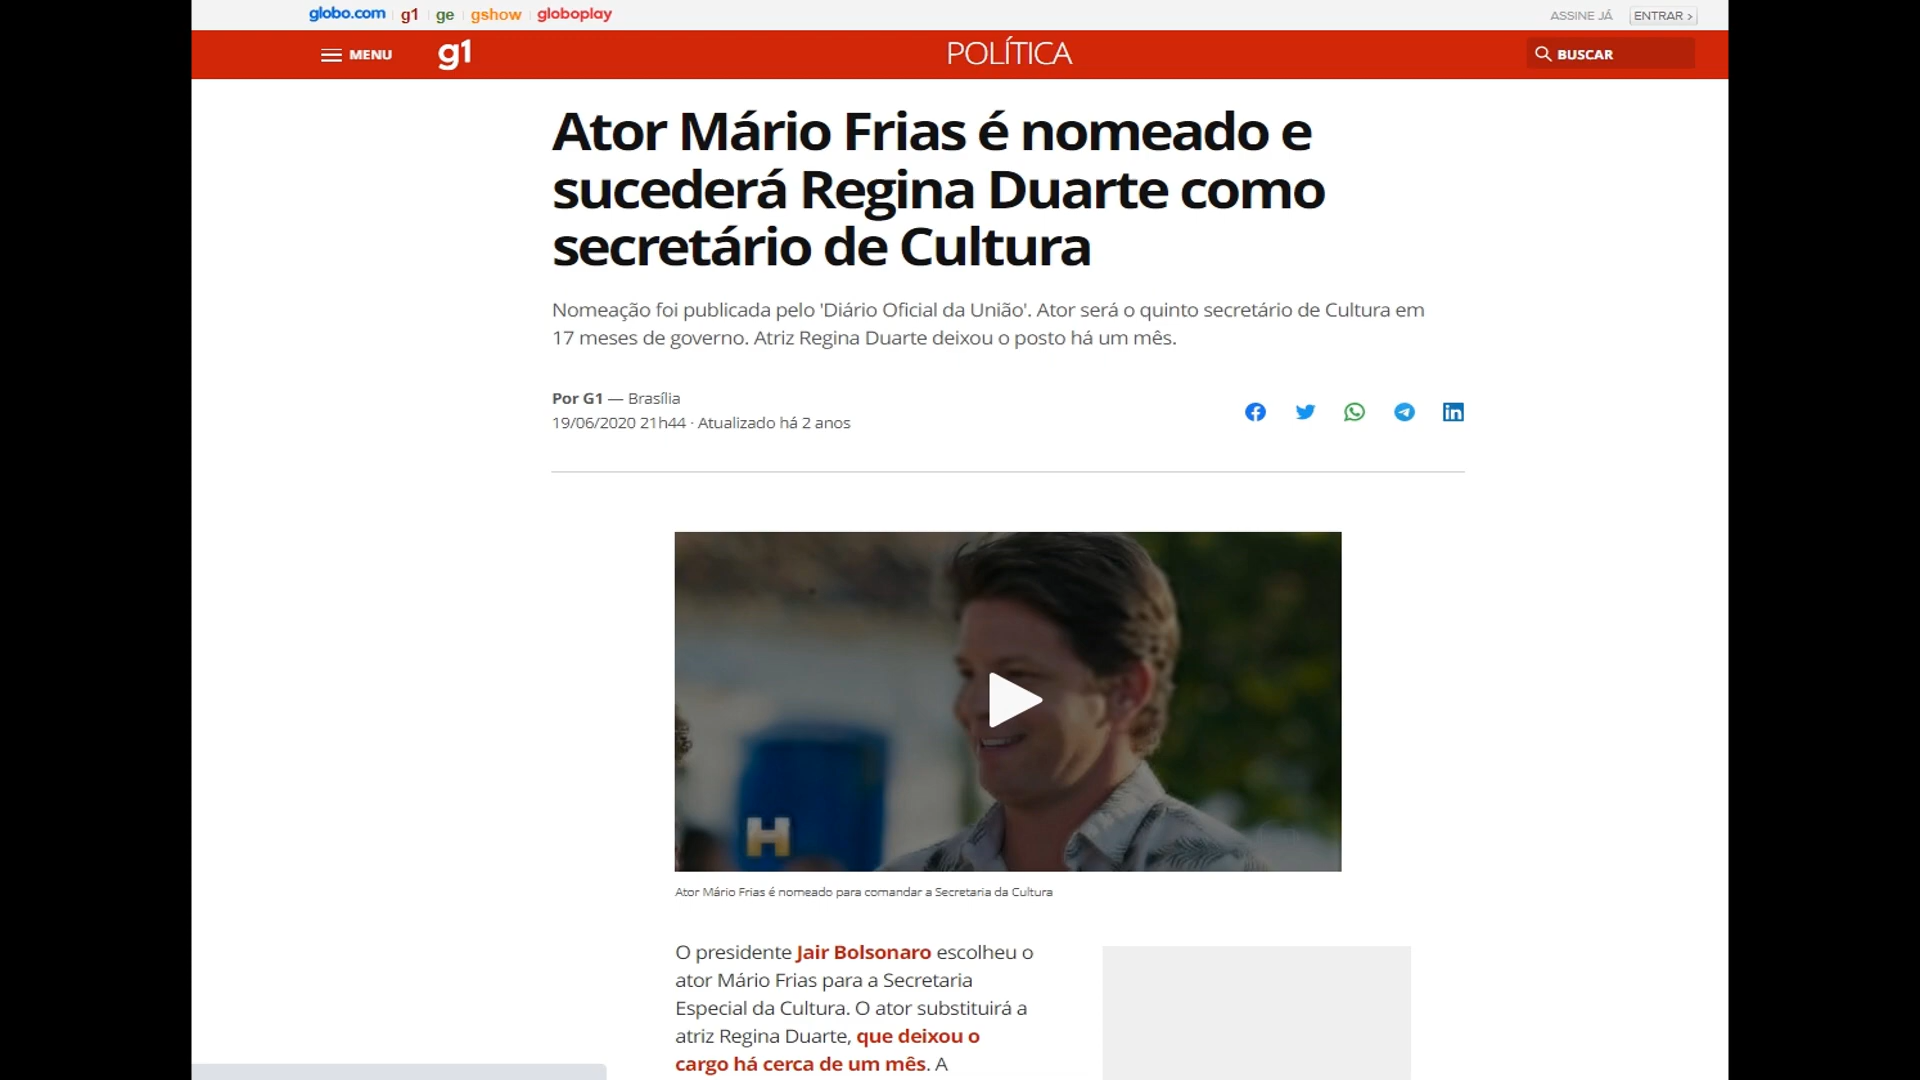 globo.com g1 ge gshow globoplay ASSINE JÁ ENTRAR >
MENU g1 POLÍTICA BUSCAR
Ator Mário Frias é nomeado e
sucederá Regina Duarte como
secretário de Cultura
Nomeação foi publicada pelo 'Diário Oficial da União'. Ator será o quinto secretário de Cultura em
17 meses de governo. Atriz Regina Duarte deixou o posto há um mês.
Por G1 — Brasília
19/06/2020 21h44 · Atualizado há 2 anos
H
Ator Mário Frias é nomeado para comandar a Secretaria da Cultura
O presidente Jair Bolsonaro escolheu o
ator Mário Frias para a Secretaria
Especial da Cultura. O ator substituirá a
atriz Regina Duarte, que deixou o
cargo há cerca de um mês. A